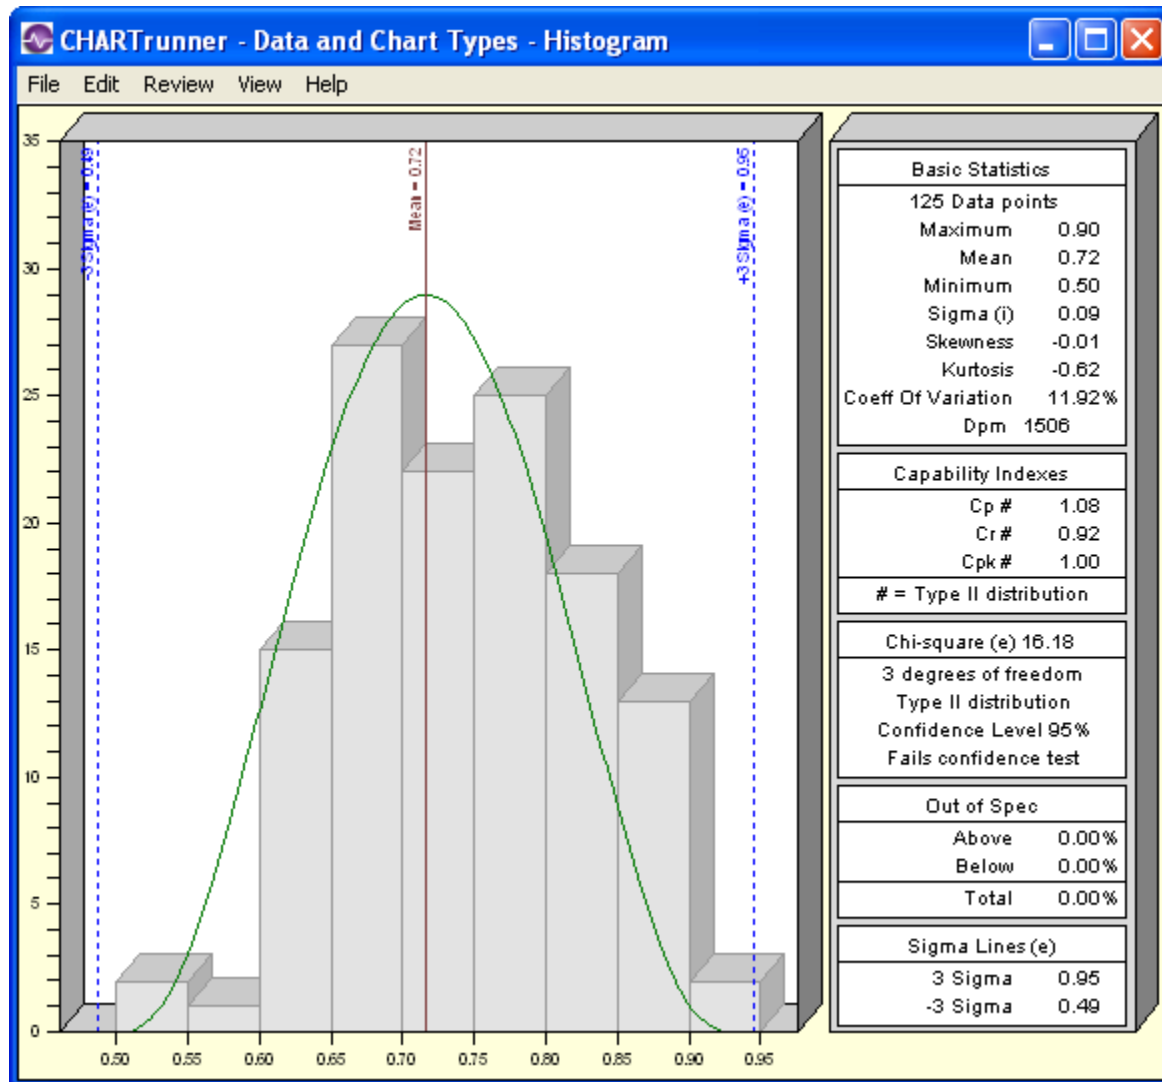 CHARTrunner - Data and Chart Types - Histogram
File Edit Review View Help
35
30
25
20
15
10
5
0
-3 Sigma (e) = 0.49
Mean = 0.72
+3 Sigma (e) = 0.95
0.50 0.55 0.60 0.65 0.70 0.75 0.80 0.85 0.90 0.95
Basic Statistics
125 Data points
Maximum 0.90
Mean 0.72
Minimum 0.50
Sigma (i) 0.09
Skewness -0.01
Kurtosis -0.62
Coeff Of Variation 11.92%
Dpm 1506
Capability Indexes
Cp # 1.08
Cr # 0.92
Cpk # 1.00
# = Type II distribution
Chi-square (e) 16.18
3 degrees of freedom
Type II distribution
Confidence Level 95%
Fails confidence test
Out of Spec
Above 0.00%
Below 0.00%
Total 0.00%
Sigma Lines (e)
3 Sigma 0.95
-3 Sigma 0.49